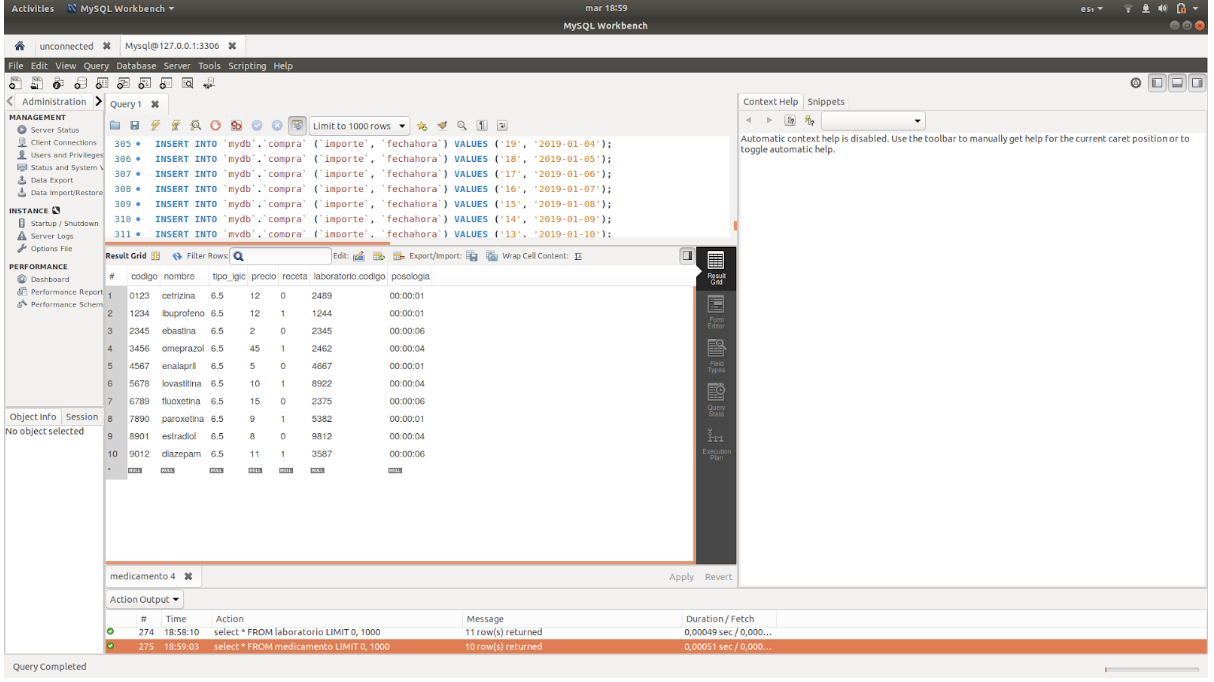 Activities MySQL Workbench mar 18:59 es₁
MySQL Workbench
unconnected Mysql@127.0.0.1:3306
File Edit View Query Database Server Tools Scripting Help
Administration Query 1 Context Help Snippets
MANAGEMENT
Server Status
Client Connections
Users and Privileges
Status and System V
Data Export
Data Import/Restore
INSTANCE
Startup / Shutdown
Server Logs
Options File
PERFORMANCE
Dashboard
Performance Report
Performance Schem
Limit to 1000 rows
305 INSERT INTO `mydb`.`compra` (`importe`, `fechahora`) VALUES ('19', '2019-01-04');
306 INSERT INTO `mydb`.`compra` (`importe`, `fechahora`) VALUES ('18', '2019-01-05');
307 INSERT INTO `mydb`.`compra` (`importe`, `fechahora`) VALUES ('17', '2019-01-06');
308 INSERT INTO `mydb`.`compra` (`importe`, `fechahora`) VALUES ('16', '2019-01-07');
309 INSERT INTO `mydb`.`compra` (`importe`, `fechahora`) VALUES ('15', '2019-01-08');
310 INSERT INTO `mydb`.`compra` (`importe`, `fechahora`) VALUES ('14', '2019-01-09');
311 INSERT INTO `mydb`.`compra` (`importe`, `fechahora`) VALUES ('13', '2019-01-10');
Automatic context help is disabled. Use the toolbar to manually get help for the current caret position or to
toggle automatic help.
Result Grid Filter Rows: Edit: Export/Import: Wrap Cell Content:
# codigo nombre tipo_igic precio receta laboratorio.codigo posologia
1 0123 cetrizina 6.5 12 0 2489 00:00:01
2 1234 ibuprofeno 6.5 12 1 1244 00:00:01
3 2345 ebastina 6.5 2 0 2345 00:00:06
4 3456 omeprazol 6.5 45 1 2462 00:00:04
5 4567 enalapril 6.5 5 0 4667 00:00:01
6 5678 lovastitina 6.5 10 1 8922 00:00:04
7 6789 fluoxetina 6.5 15 0 2375 00:00:06
8 7890 paroxetina 6.5 9 1 5382 00:00:01
9 8901 estradiol 6.5 8 0 9812 00:00:04
10 9012 diazepam 6.5 11 1 3587 00:00:06
* NULL NULL NULL NULL NULL NULL NULL
Result
Grid
Form
Editor
Field
Types
Query
Stats
Execution
Plan
Object Info Session
No object selected
medicamento 4 Apply Revert
Action Output
# Time Action Message Duration / Fetch
274 18:58:10 select * FROM laboratorio LIMIT 0, 1000 11 row(s) returned 0,00049 sec / 0,000...
275 18:59:03 select * FROM medicamento LIMIT 0, 1000 10 row(s) returned 0,00051 sec / 0,000...
Query Completed